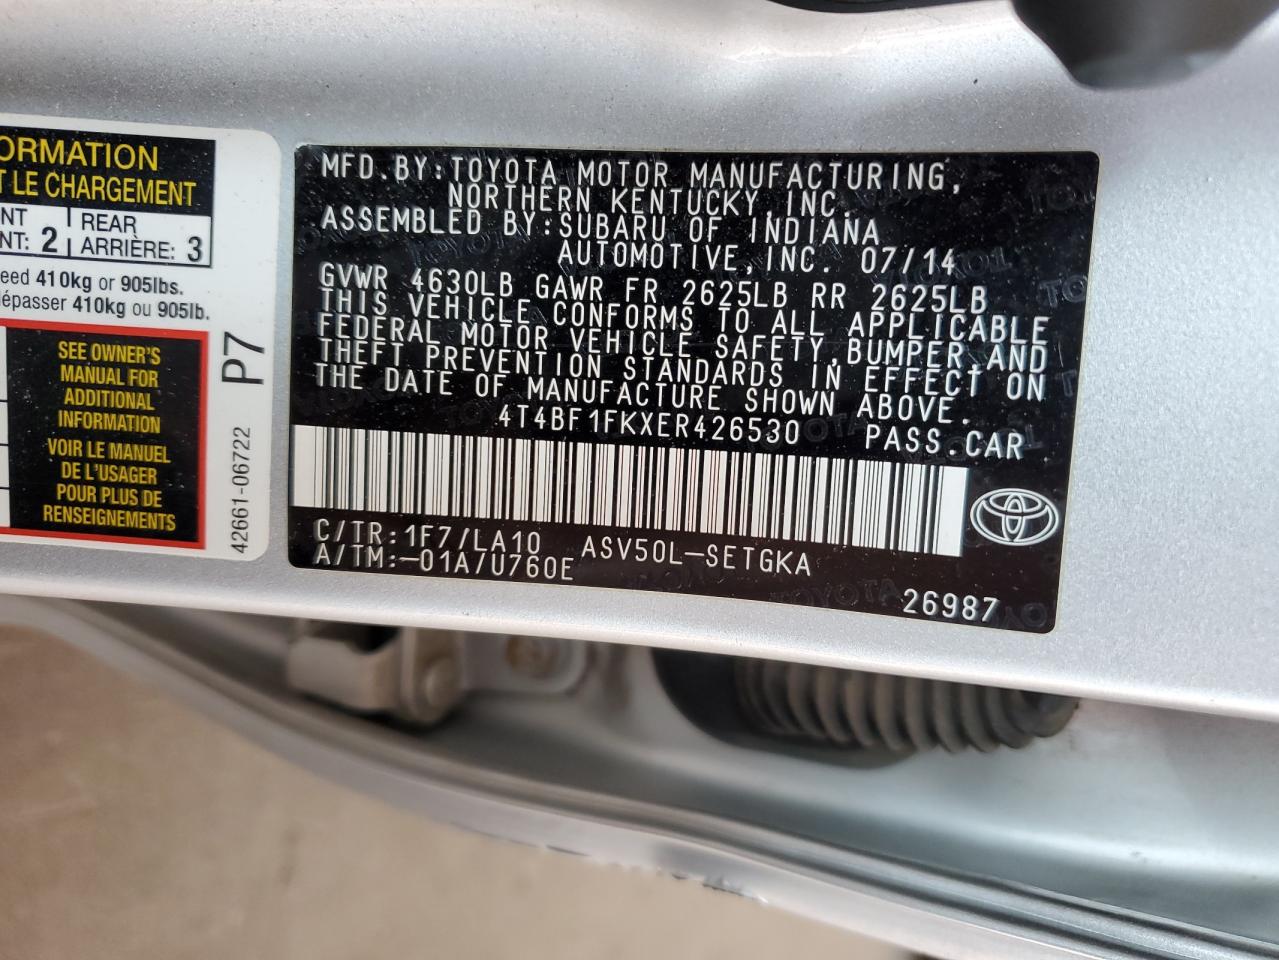 ORMATION
T LE CHARGEMENT
NT 2 REAR
NT: ARRIÈRE: 3
eed 410kg or 905lbs.
dépasser 410kg ou 905lb.
SEE OWNER'S
MANUAL FOR
ADDITIONAL
INFORMATION
VOIR LE MANUEL
DE L'USAGER
POUR PLUS DE
RENSEIGNEMENTS
P7
42661-06722
MFD.BY:TOYOTA MOTOR MANUFACTURING,
NORTHERN KENTUCKY,INC.
ASSEMBLED BY:SUBARU OF INDIANA
AUTOMOTIVE,INC. 07/14
GVWR 4630LB GAWR FR 2625LB RR 2625LB
THIS VEHICLE CONFORMS TO ALL APPLICABLE
FEDERAL MOTOR VEHICLE SAFETY,BUMPER AND
THEFT PREVENTION STANDARDS IN EFFECT ON
THE DATE OF MANUFACTURE SHOWN ABOVE.
4T4BF1FKXER426530 PASS.CAR
C/TR:1F7/LA10 ASV50L-SETGKA
A/TM:-01A/U760E
26987